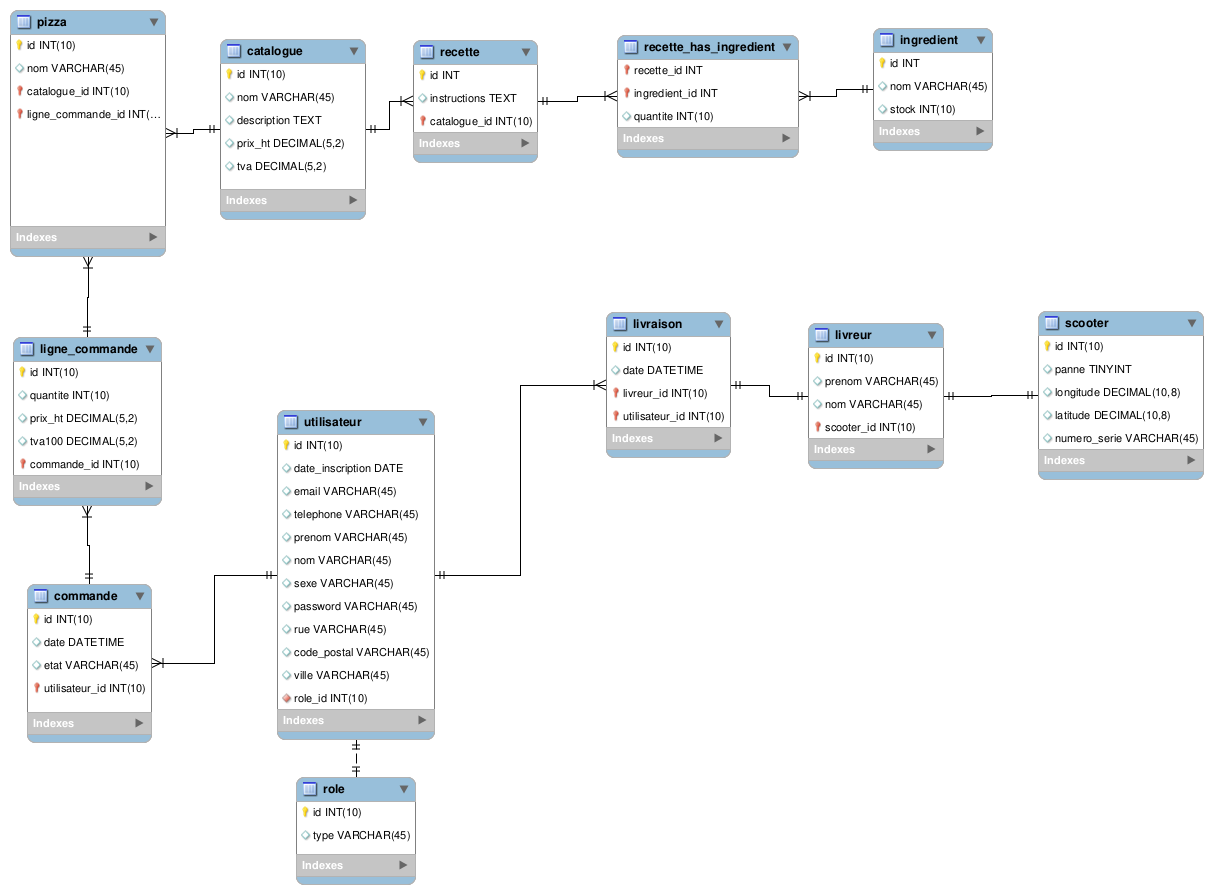 pizza
id INT(10)
nom VARCHAR(45)
catalogue_id INT(10)
ligne_commande_id INT(...
Indexes
catalogue
id INT(10)
nom VARCHAR(45)
description TEXT
prix_ht DECIMAL(5,2)
tva DECIMAL(5,2)
Indexes
recette
id INT
instructions TEXT
catalogue_id INT(10)
Indexes
recette_has_ingredient
recette_id INT
ingredient_id INT
quantite INT(10)
Indexes
ingredient
id INT
nom VARCHAR(45)
stock INT(10)
Indexes
ligne_commande
id INT(10)
quantite INT(10)
prix_ht DECIMAL(5,2)
tva100 DECIMAL(5,2)
commande_id INT(10)
Indexes
commande
id INT(10)
date DATETIME
etat VARCHAR(45)
utilisateur_id INT(10)
Indexes
utilisateur
id INT(10)
date_inscription DATE
email VARCHAR(45)
telephone VARCHAR(45)
prenom VARCHAR(45)
nom VARCHAR(45)
sexe VARCHAR(45)
password VARCHAR(45)
rue VARCHAR(45)
code_postal VARCHAR(45)
ville VARCHAR(45)
role_id INT(10)
Indexes
role
id INT(10)
type VARCHAR(45)
Indexes
livraison
id INT(10)
date DATETIME
livreur_id INT(10)
utilisateur_id INT(10)
Indexes
livreur
id INT(10)
prenom VARCHAR(45)
nom VARCHAR(45)
scooter_id INT(10)
Indexes
scooter
id INT(10)
panne TINYINT
longitude DECIMAL(10,8)
latitude DECIMAL(10,8)
numero_serie VARCHAR(45)
Indexes